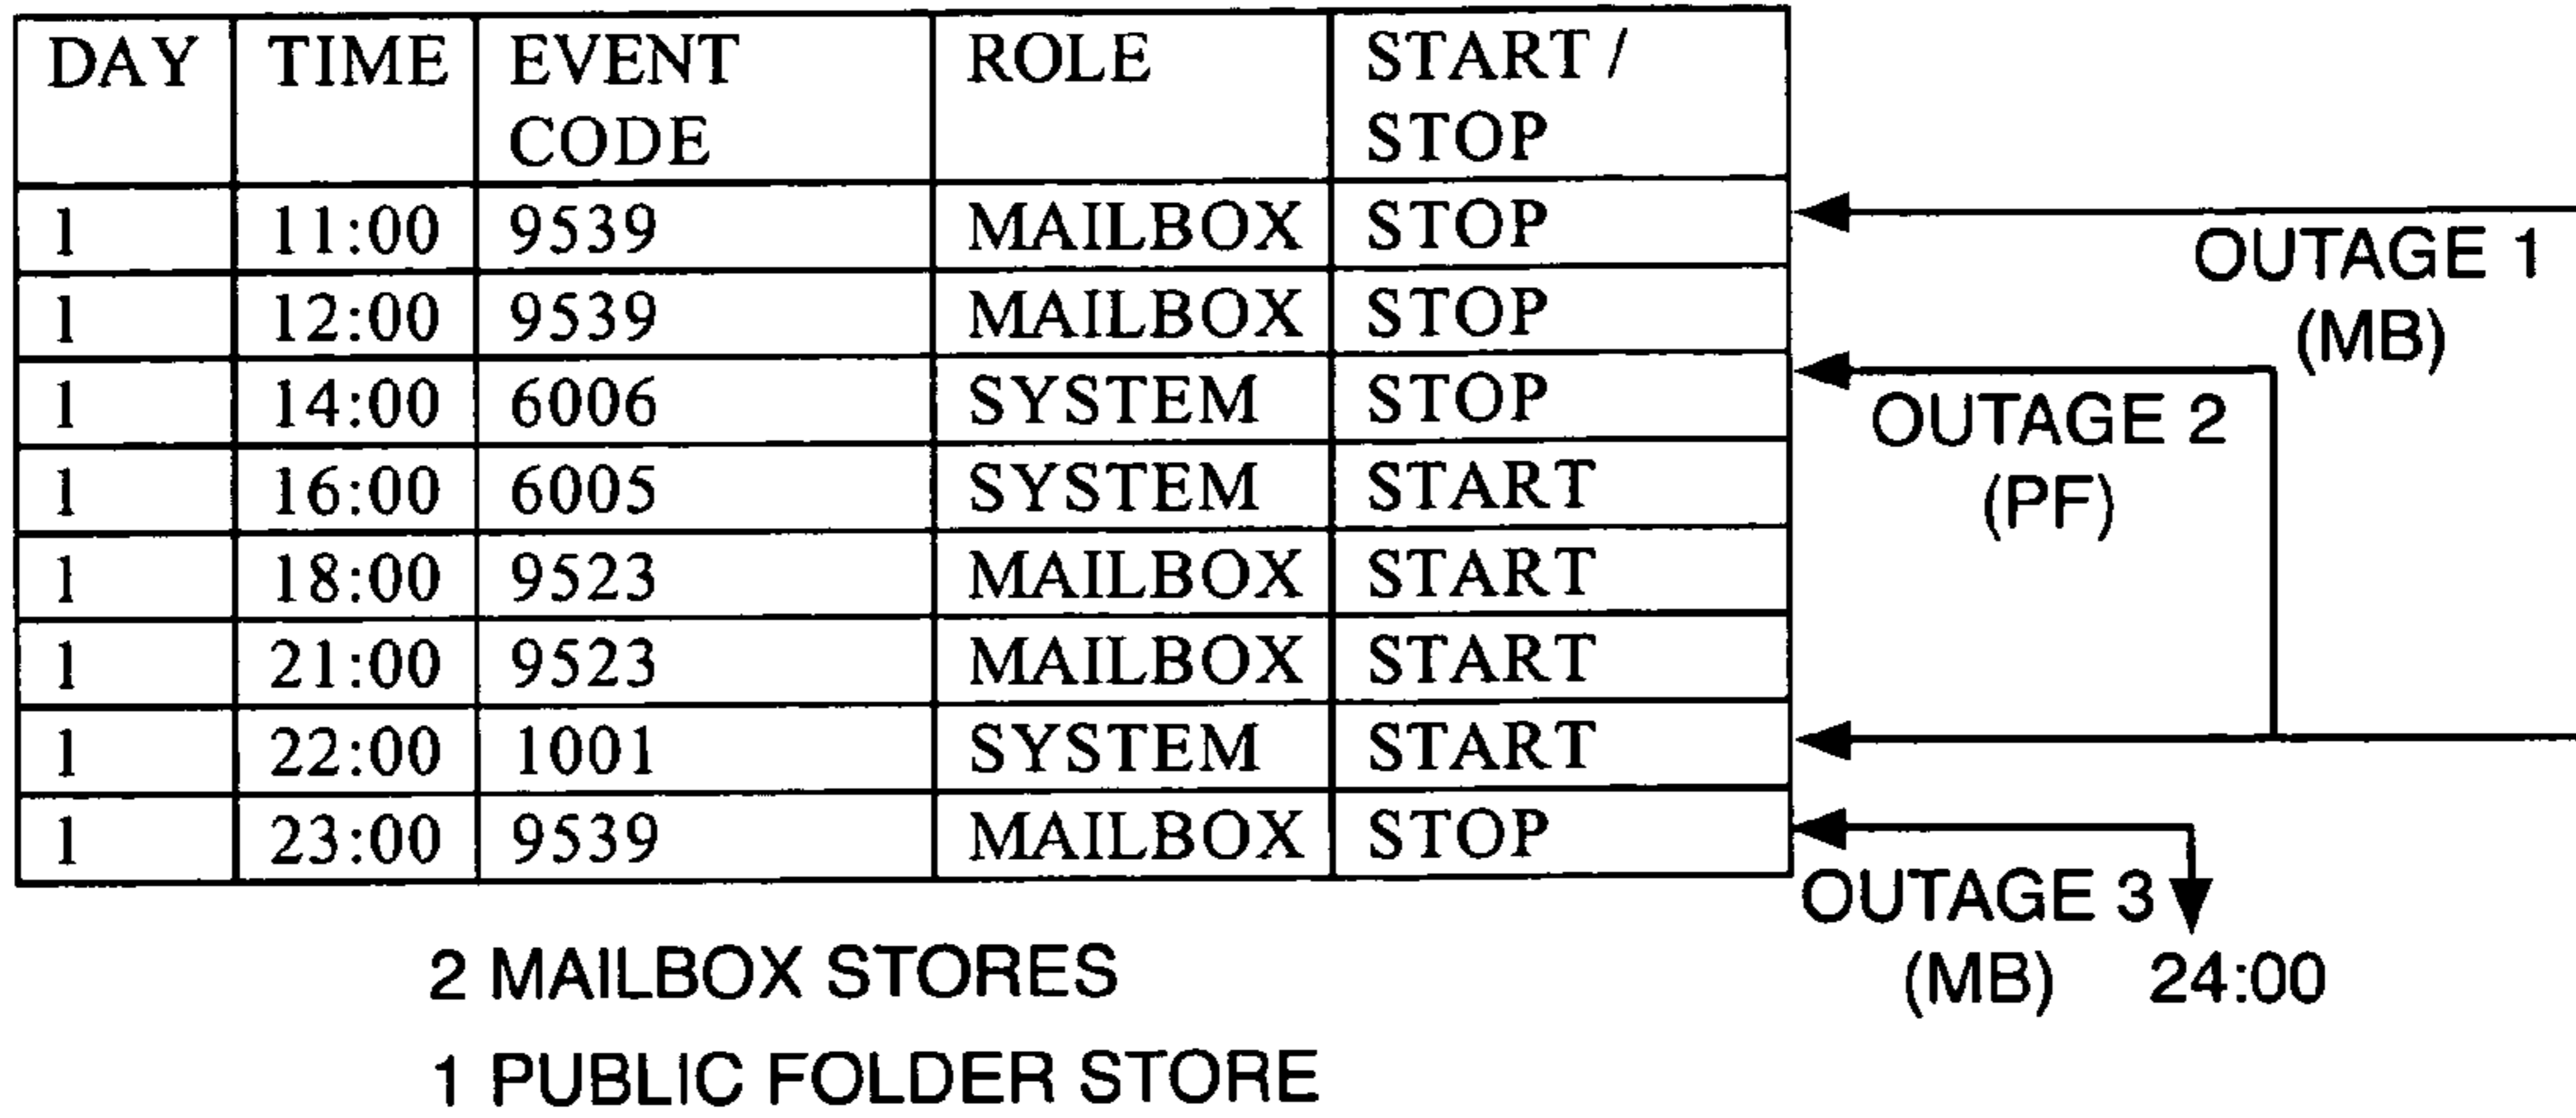 DAY TIME EVENT CODE ROLE START / STOP
1 11:00 9539 MAILBOX STOP
1 12:00 9539 MAILBOX STOP
1 14:00 6006 SYSTEM STOP
1 16:00 6005 SYSTEM START
1 18:00 9523 MAILBOX START
1 21:00 9523 MAILBOX START
1 22:00 1001 SYSTEM START
1 23:00 9539 MAILBOX STOP
OUTAGE 1
(MB)
OUTAGE 2
(PF)
OUTAGE 3
(MB) 24:00
2 MAILBOX STORES
1 PUBLIC FOLDER STORE